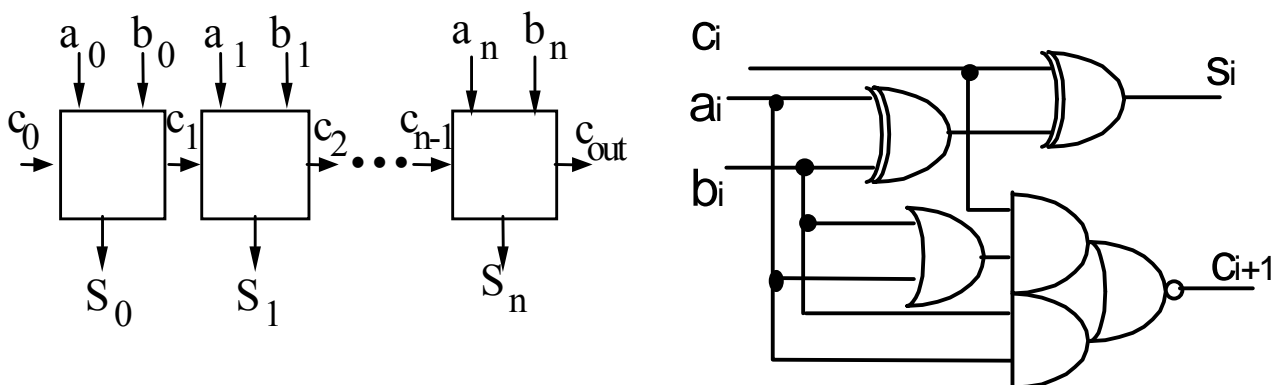 a0 b0 a1 b1 an bn
c0 c1 c2 cn-1 cout
S0 S1 Sn
ci
ai
bi
si
ci+1